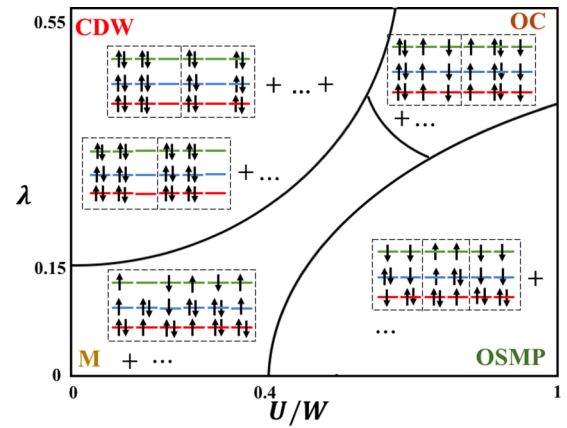 0.55
CDW
OC
+ ... +
+ ...
+ ...
λ
0.15
+
...
M
+ ...
OSMP
0
0
0.4
1
U/W